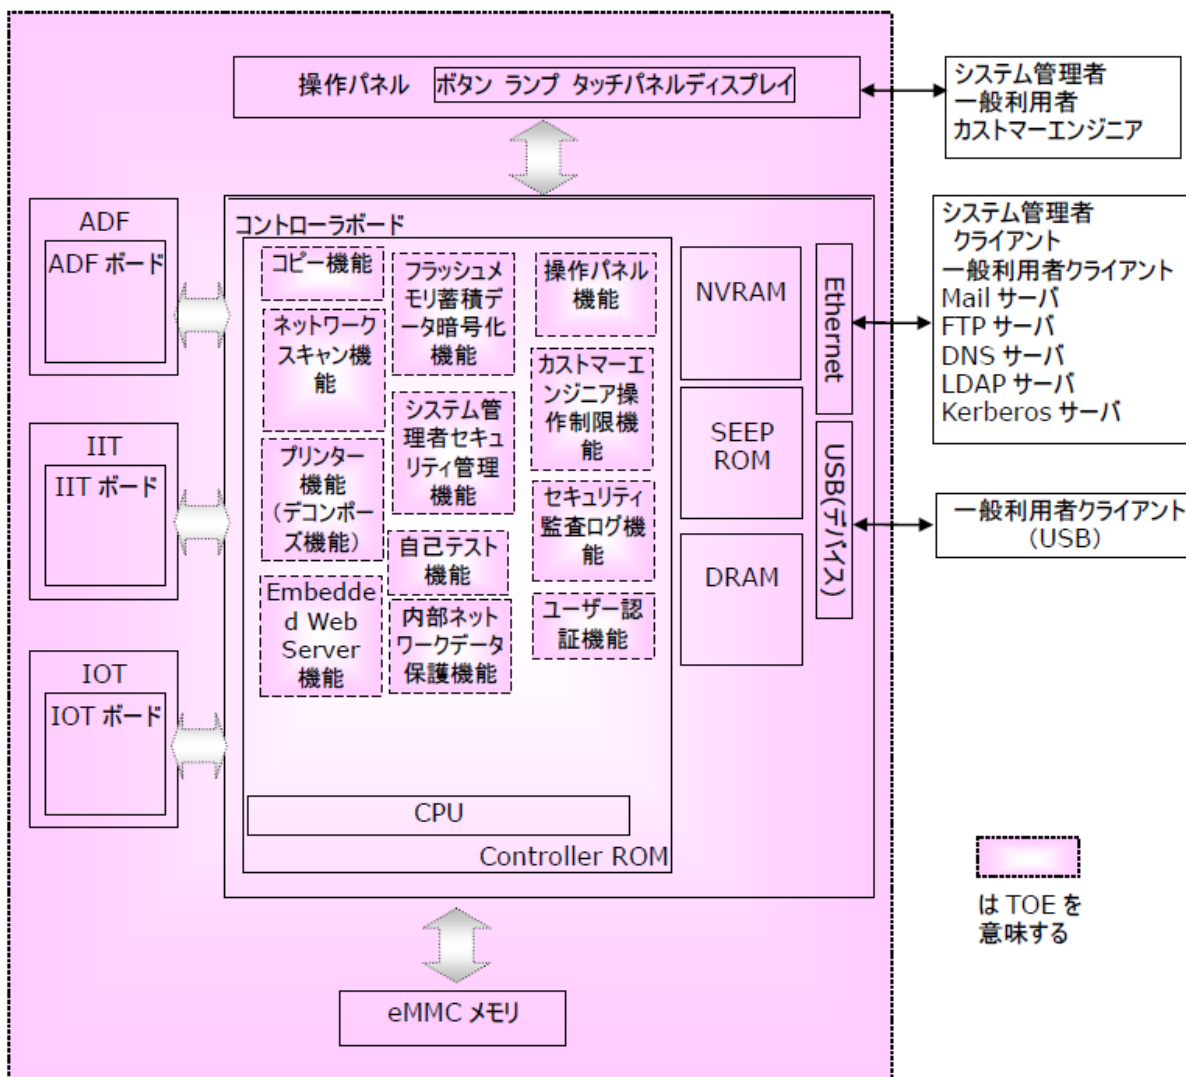 操作パネル ボタン ランプ タッチパネルディスプレイ
システム管理者
一般利用者
カストマーエンジニア
ADF
ADF ボード
IIT
IIT ボード
IOT
IOT ボード
コントローラボード
コピー機能
ネットワーク
スキャン機
能
プリンター
機能
(デコンポー
ズ機能)
Embedde
d Web
Server
機能
フラッシュメ
モリ蓄積デ
ータ暗号化
機能
システム管
理者セキュ
リティ管理
機能
自己テスト
機能
内部ネット
ワークデータ
保護機能
操作パネル
機能
カストマーエ
ンジニア操
作制限機
能
セキュリティ
監査ログ機
能
ユーザー認
証機能
CPU
Controller ROM
NVRAM
SEEP
ROM
DRAM
Ethernet
USB(デバイス)
システム管理者
クライアント
一般利用者クライアント
Mail サーバ
FTP サーバ
DNS サーバ
LDAP サーバ
Kerberos サーバ
一般利用者クライアント
(USB)
eMMC メモリ
は TOE を
意味する